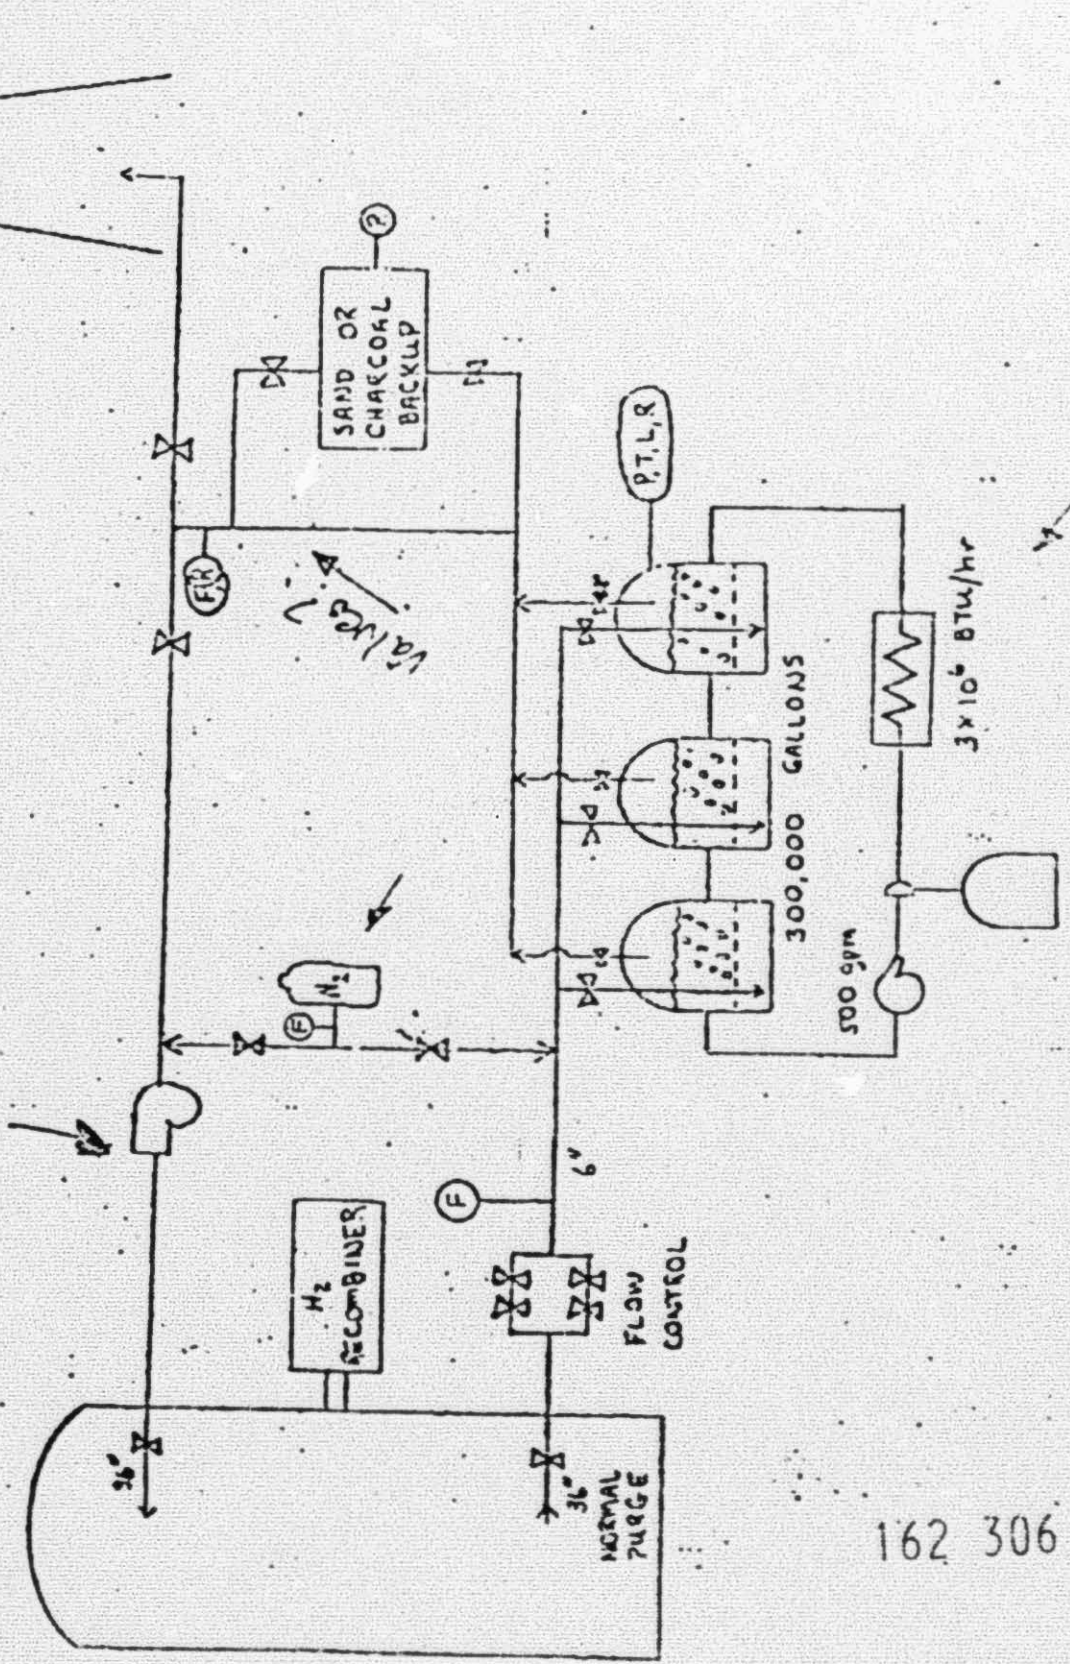 ?
SAND OR
CHARCOAL
BACKUP
P,T,L,R
F,R
Valve?
3 x 10⁶ BTU/hr
300,000 GALLONS
500 gpm
N₂
F
6"
F
H₂
RECOMBINER
FLOW
CONTROL
36"
36"
NORMAL
PURGE
162 306